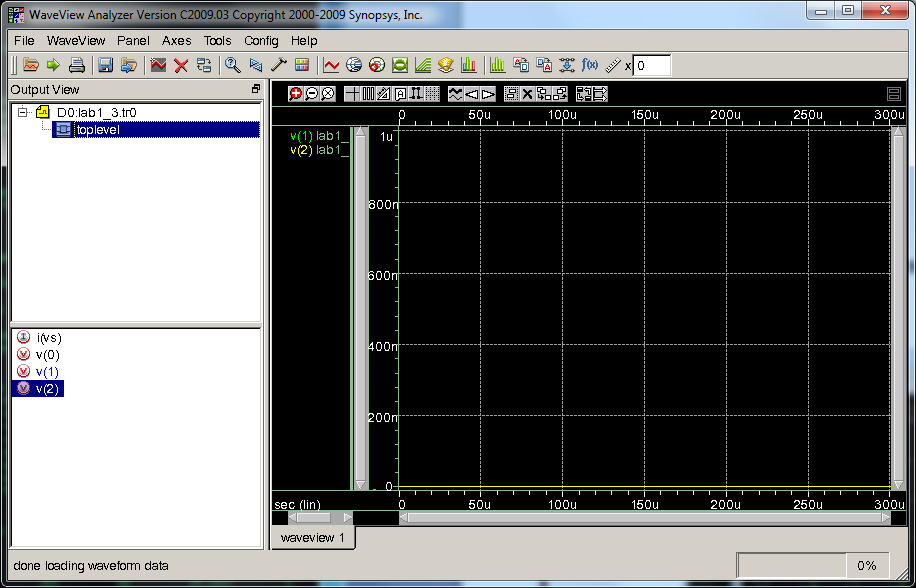 WaveView Analyzer Version C2009.03 Copyright 2000-2009 Synopsys, Inc.
File WaveView Panel Axes Tools Config Help
f(x) x 0
Output View
D0:lab1_3.tr0
toplevel
i(vs)
v(0)
v(1)
v(2)
A
0 50u 100u 150u 200u 250u 300u
v(1) lab1_
v(2) lab1_
1u
800n
600n
400n
200n
0
sec (lin) 0 50u 100u 150u 200u 250u 300u
waveview 1
done loading waveform data
0%